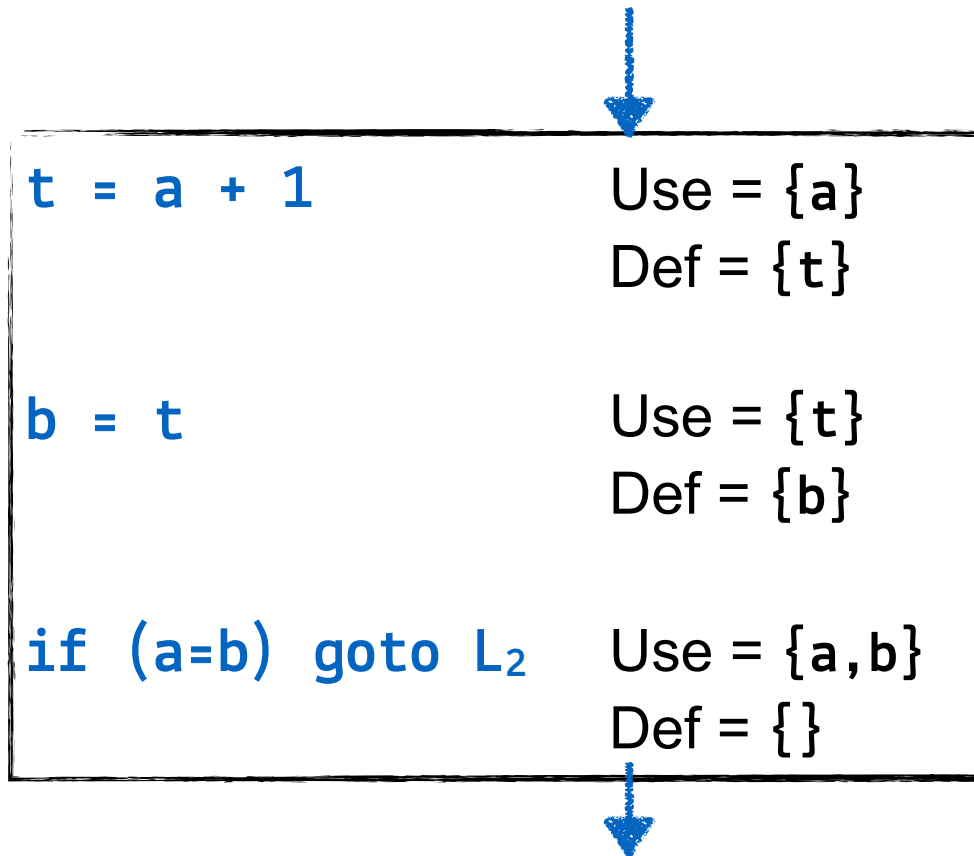 t = a + 1 Use = {a}
Def = {t}
b = t Use = {t}
Def = {b}
if (a=b) goto L₂ Use = {a,b}
Def = {}